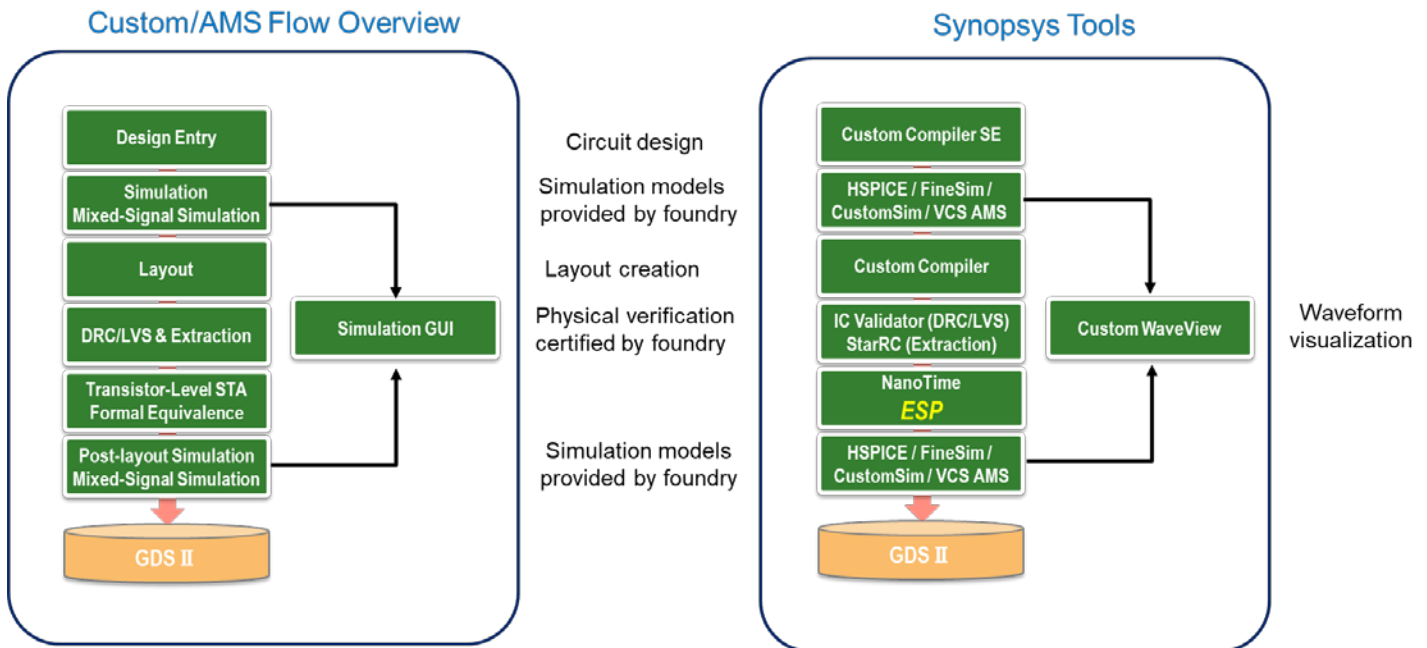 Custom/AMS Flow Overview
Design Entry
Simulation
Mixed-Signal Simulation
Layout
DRC/LVS & Extraction
Transistor-Level STA
Formal Equivalence
Post-layout Simulation
Mixed-Signal Simulation
GDS II
Simulation GUI
Circuit design
Simulation models
provided by foundry
Layout creation
Physical verification
certified by foundry
Simulation models
provided by foundry
Synopsys Tools
Custom Compiler SE
HSPICE / FineSim /
CustomSim / VCS AMS
Custom Compiler
IC Validator (DRC/LVS)
StarRC (Extraction)
NanoTime
ESP
HSPICE / FineSim /
CustomSim / VCS AMS
GDS II
Custom WaveView
Waveform
visualization